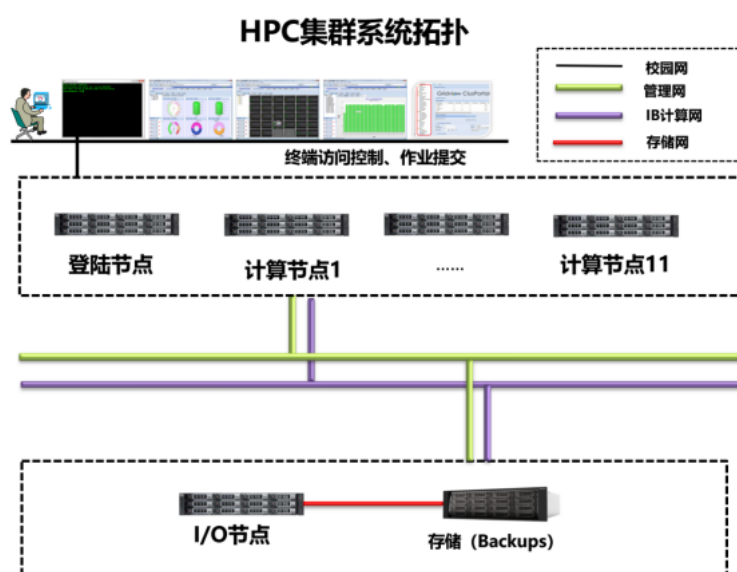 HPC集群系统拓扑
校园网
管理网
IB计算网
存储网
Gridview ClusPortal
终端访问控制、作业提交
登陆节点
计算节点1
......
计算节点11
I/O节点
存储（Backups）